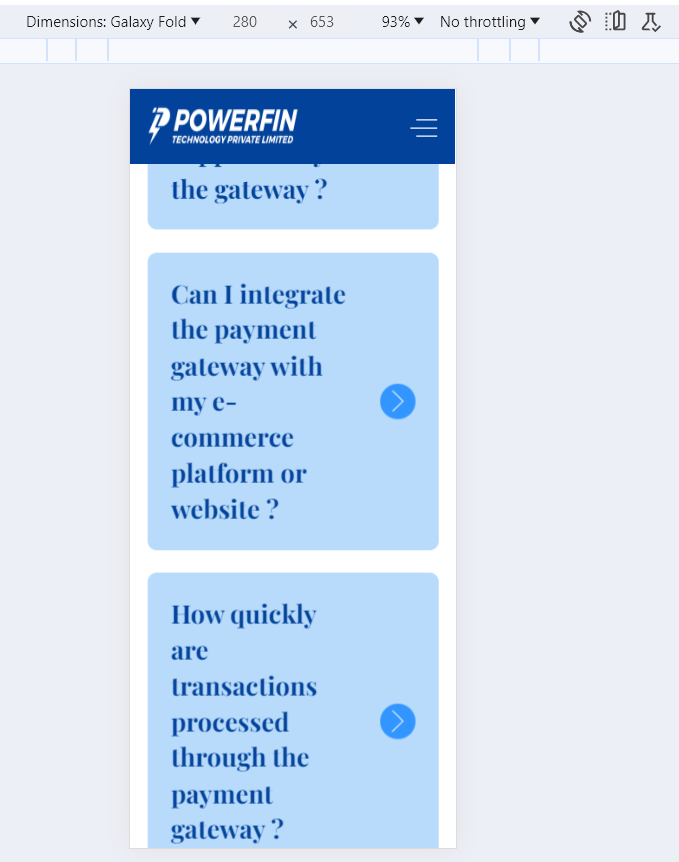 Dimensions: Galaxy Fold 280 × 653 93% No throttling
POWERFIN
TECHNOLOGY PRIVATE LIMITED
the gateway ?
Can I integrate
the payment
gateway with
my e-
commerce
platform or
website ?
How quickly
are
transactions
processed
through the
payment
gateway ?